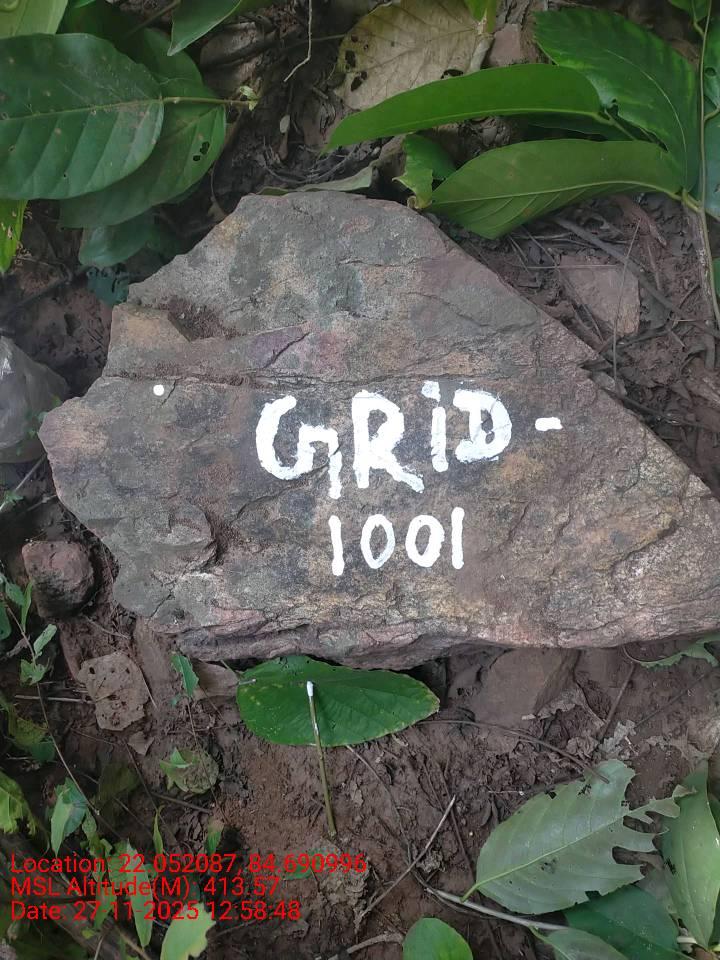 GRiD-
1001
Location: 22.052087, 84.690996
MSL Altitude(M) 413.57
Date: 27-11-2025 12:58:48